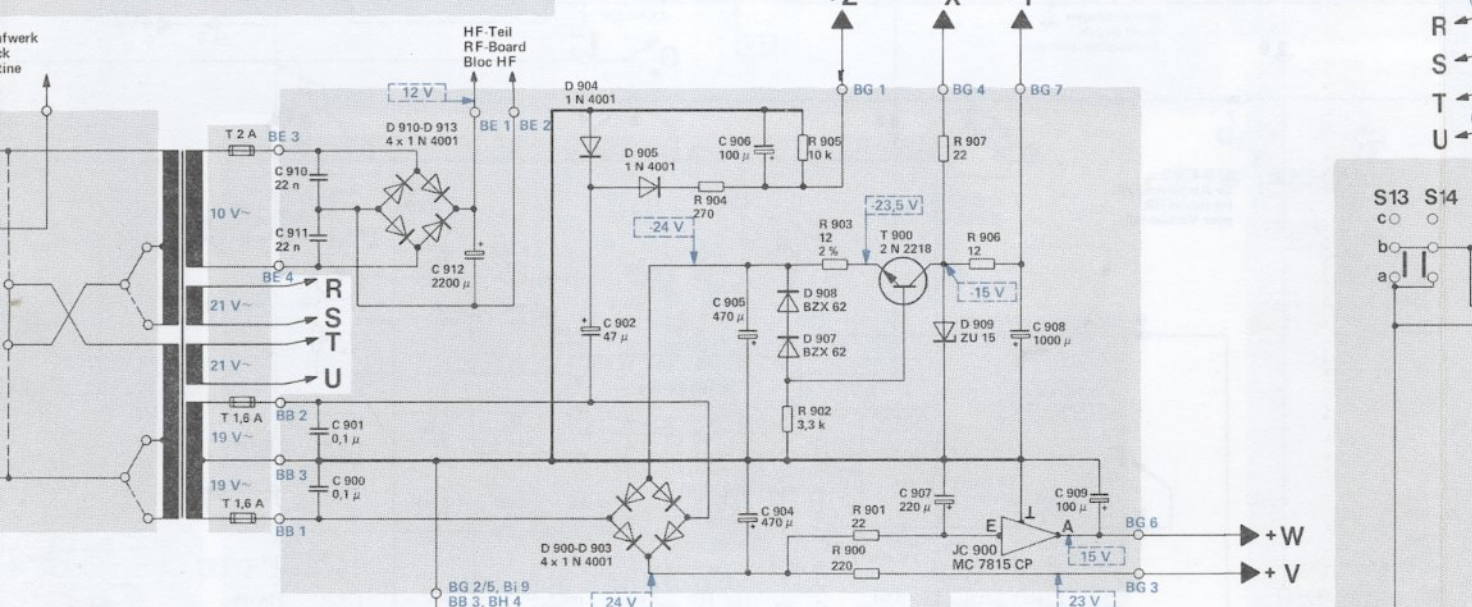 HF-Teil
RF-Board
Bloc HF
R
S
T
U
S13 S14
c
b
a
12 V
BE 1
BE 2
D 904
1 N 4001
BG 1
BG 4
BG 7
T 2 A
BE 3
D 910-D 913
4 x 1 N 4001
C 910
22 n
10 V~
C 911
22 n
BE 4
C 912
2200 µ
+
D 905
1 N 4001
R 904
270
C 906
100 µ
+
R 905
10 k
R 907
22
-24 V
-23,5 V
R 903
12
2 %
T 900
2 N 2218
R 906
12
-15 V
21 V~
R
S
T
U
21 V~
+
C 902
47 µ
C 905
470 µ
+
D 908
BZX 62
D 907
BZX 62
D 909
ZU 15
C 908
1000 µ
+
R 902
3,3 k
T 1,6 A
BB 2
19 V~
C 901
0,1 µ
BB 3
19 V~
C 900
0,1 µ
T 1,6 A
BB 1
D 900-D 903
4 x 1 N 4001
C 904
470 µ
R 901
22
R 900
220
C 907
220 µ
+
C 909
100 µ
+
E
A
JC 900
MC 7815 CP
15 V
BG 6
+ W
BG 3
+ V
BG 2/5, Bi 9
BB 3, BH 4
24 V
23 V